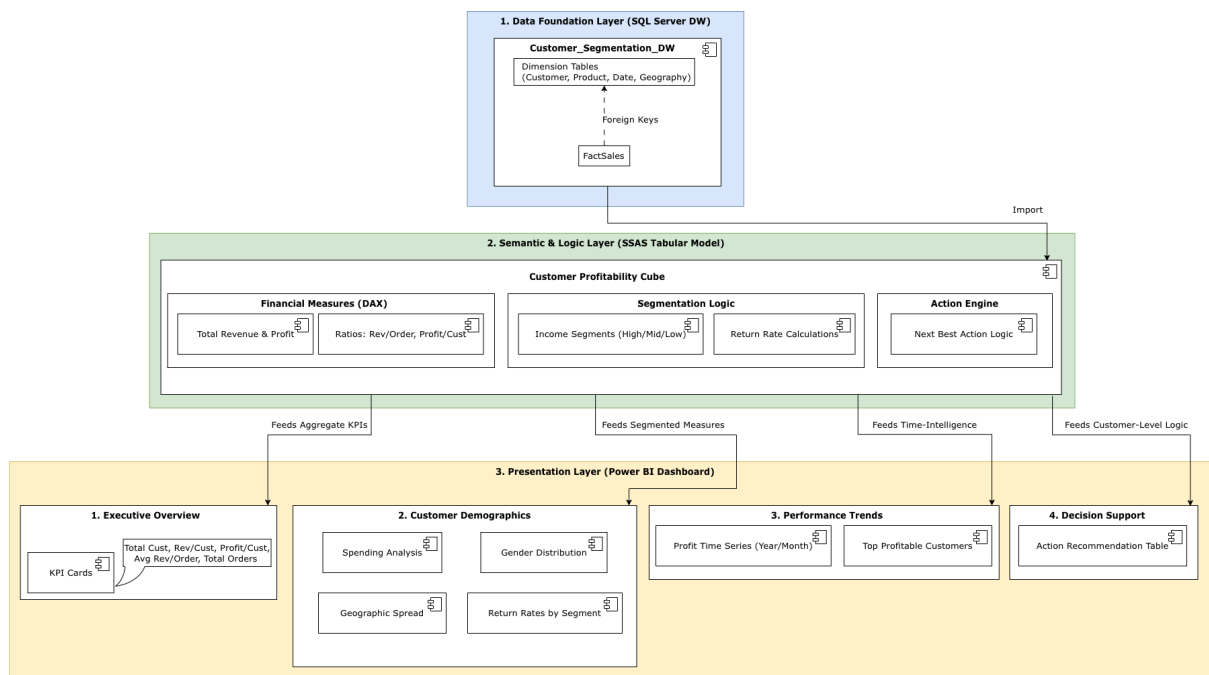 1. Data Foundation Layer (SQL Server DW)
Customer_Segmentation_DW
Dimension Tables
(Customer, Product, Date, Geography)
Foreign Keys
FactSales
Import
2. Semantic & Logic Layer (SSAS Tabular Model)
Customer Profitability Cube
Financial Measures (DAX)
Total Revenue & Profit
Ratios: Rev/Order, Profit/Cust
Segmentation Logic
Income Segments (High/Mid/Low)
Return Rate Calculations
Action Engine
Next Best Action Logic
Feeds Aggregate KPIs
Feeds Segmented Measures
Feeds Time-Intelligence
Feeds Customer-Level Logic
3. Presentation Layer (Power BI Dashboard)
1. Executive Overview
Total Cust, Rev/Cust, Profit/Cust,
Avg Rev/Order, Total Orders
KPI Cards
2. Customer Demographics
Spending Analysis
Gender Distribution
Geographic Spread
Return Rates by Segment
3. Performance Trends
Profit Time Series (Year/Month)
Top Profitable Customers
4. Decision Support
Action Recommendation Table